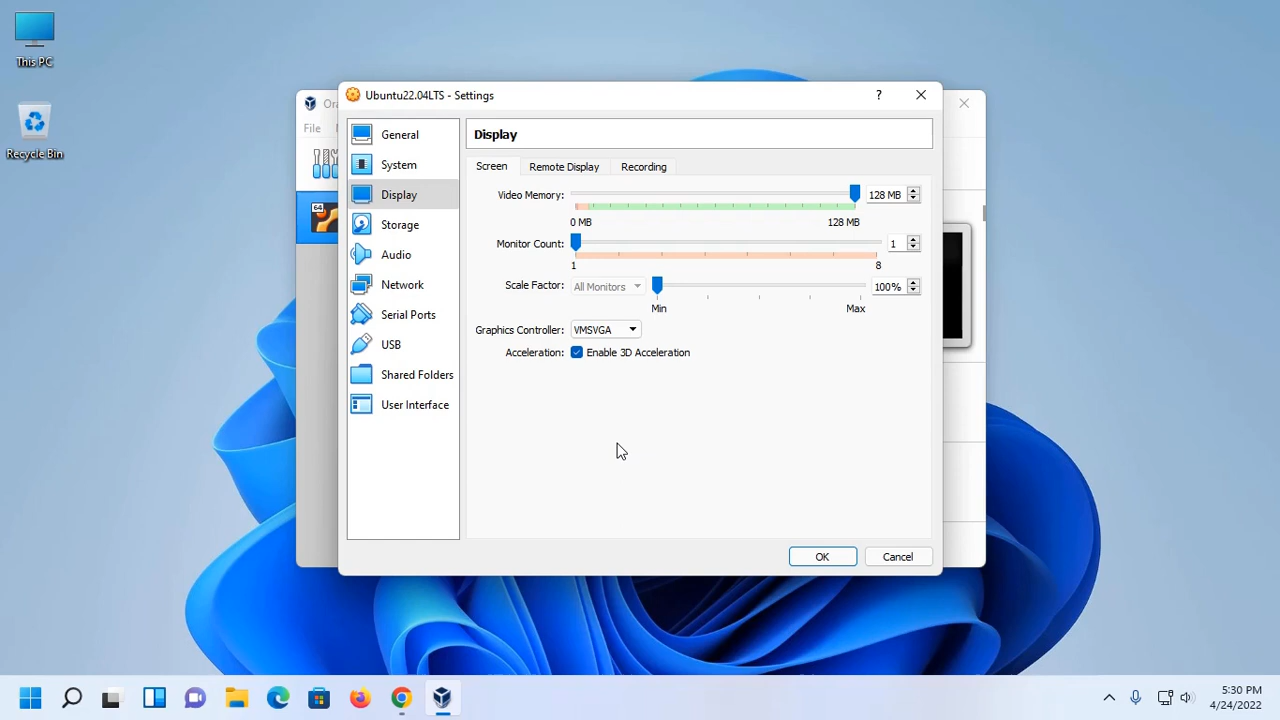 This PC
Recycle Bin
Ora
File
64
Ubuntu22.04LTS - Settings
?
General
System
Display
Storage
Audio
Network
Serial Ports
USB
Shared Folders
User Interface
Display
Screen Remote Display Recording
Video Memory: 128 MB
0 MB 128 MB
Monitor Count: 1
1 8
Scale Factor: All Monitors 100%
Min Max
Graphics Controller: VMSVGA
Acceleration: Enable 3D Acceleration
OK Cancel
5:30 PM
4/24/2022